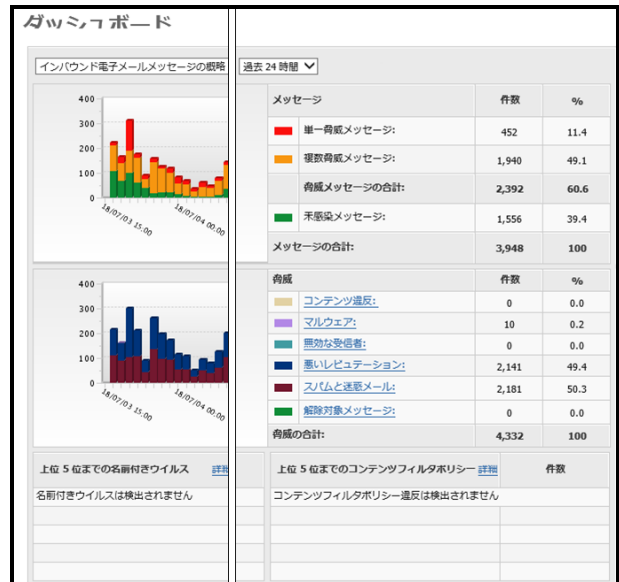 ダッシュボード
インバウンド電子メールメッセージの概略 過去 24 時間
400
300
200
100
0
18/07/03 15.00
18/07/04 00.00
メッセージ 件数 %
単一脅威メッセージ: 452 11.4
複数脅威メッセージ: 1,940 49.1
脅威メッセージの合計: 2,392 60.6
未感染メッセージ: 1,556 39.4
メッセージの合計: 3,948 100
400
300
200
100
0
18/07/03 15.00
18/07/04 00.00
脅威 件数 %
コンテンツ違反: 0 0.0
マルウェア: 10 0.2
無効な受信者: 0 0.0
悪いレピュテーション: 2,141 49.4
スパムと迷惑メール: 2,181 50.3
解除対象メッセージ: 0 0.0
脅威の合計: 4,332 100
上位 5 位までの名前付きウイルス 詳細
名前付きウイルスは検出されません
上位 5 位までのコンテンツフィルタポリシー 詳細 件数
コンテンツフィルタポリシー違反は検出されません